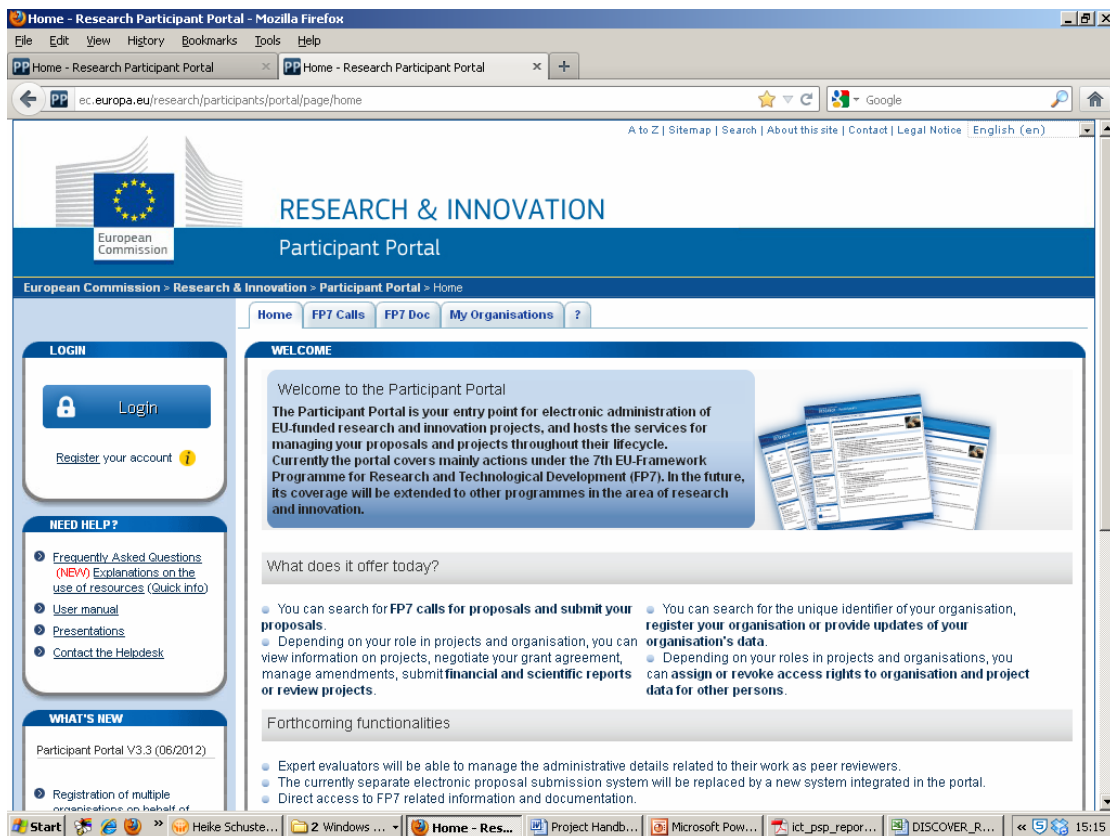 Home - Research Participant Portal - Mozilla Firefox
File Edit View History Bookmarks Tools Help
PP Home - Research Participant Portal × PP Home - Research Participant Portal × +
PP ec.europa.eu/research/participants/portal/page/home Google
A to Z | Sitemap | Search | About this site | Contact | Legal Notice English (en)
European
Commission
RESEARCH & INNOVATION
Participant Portal
European Commission > Research & Innovation > Participant Portal > Home
Home FP7 Calls FP7 Doc My Organisations ?
LOGIN
Login
Register your account i
NEED HELP?
Frequently Asked Questions
(NEW) Explanations on the
use of resources (Quick info)
User manual
Presentations
Contact the Helpdesk
WHAT'S NEW
Participant Portal V3.3 (06/2012)
Registration of multiple
organisations on behalf of
WELCOME
Welcome to the Participant Portal
The Participant Portal is your entry point for electronic administration of
EU-funded research and innovation projects, and hosts the services for
managing your proposals and projects throughout their lifecycle.
Currently the portal covers mainly actions under the 7th EU-Framework
Programme for Research and Technological Development (FP7). In the future,
its coverage will be extended to other programmes in the area of research
and innovation.
What does it offer today?
You can search for FP7 calls for proposals and submit your
proposals.
Depending on your role in projects and organisation, you can
view information on projects, negotiate your grant agreement,
manage amendments, submit financial and scientific reports
or review projects.
You can search for the unique identifier of your organisation,
register your organisation or provide updates of your
organisation's data.
Depending on your roles in projects and organisations, you
can assign or revoke access rights to organisation and project
data for other persons.
Forthcoming functionalities
Expert evaluators will be able to manage the administrative details related to their work as peer reviewers.
The currently separate electronic proposal submission system will be replaced by a new system integrated in the portal.
Direct access to FP7 related information and documentation.
Start » Heike Schuste... 2 Windows ... Home - Res... Project Handb... Microsoft Pow... ict_psp_repor... DISCOVER_R... « 15:15